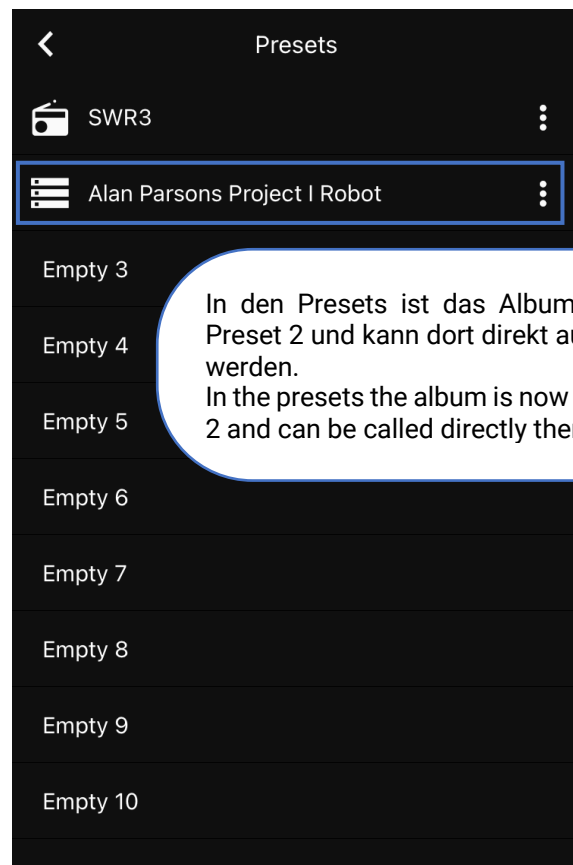 Presets
SWR3
Alan Parsons Project I Robot
Empty 3
Empty 4
Empty 5
In den Presets ist das Album
Preset 2 und kann dort direkt
werden.
In the presets the album is now
2 and can be called directly
Empty 6
Empty 7
Empty 8
Empty 9
Empty 10